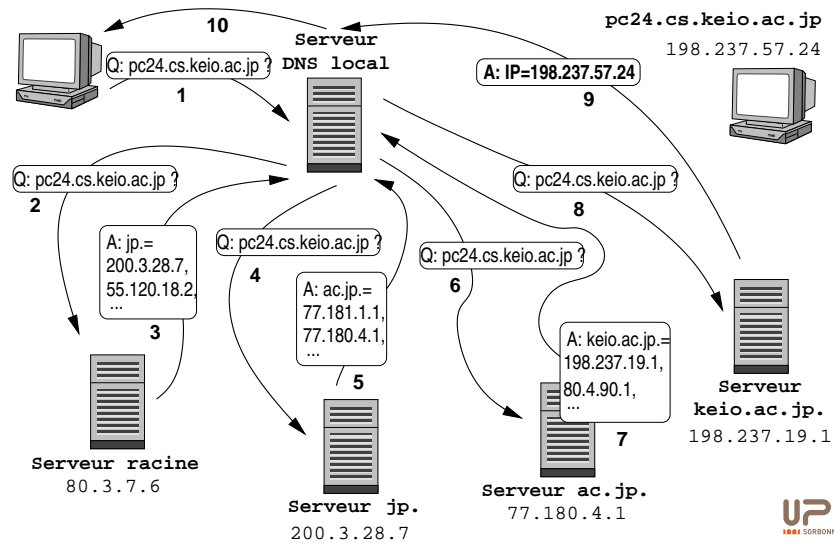 10
Serveur
DNS local
pc24.cs.keio.ac.jp
198.237.57.24
Q: pc24.cs.keio.ac.jp ?
1
A: IP=198.237.57.24
9
Q: pc24.cs.keio.ac.jp ?
2
Q: pc24.cs.keio.ac.jp ?
8
A: jp.=
200.3.28.7,
55.120.18.2,
...
3
Q: pc24.cs.keio.ac.jp ?
4
Q: pc24.cs.keio.ac.jp ?
6
A: ac.jp.=
77.181.1.1,
77.180.4.1,
...
5
A: keio.ac.jp.=
198.237.19.1,
80.4.90.1,
...
7
Serveur
keio.ac.jp.
198.237.19.1
Serveur racine
80.3.7.6
Serveur jp.
200.3.28.7
Serveur ac.jp.
77.180.4.1
UP
SORBONN